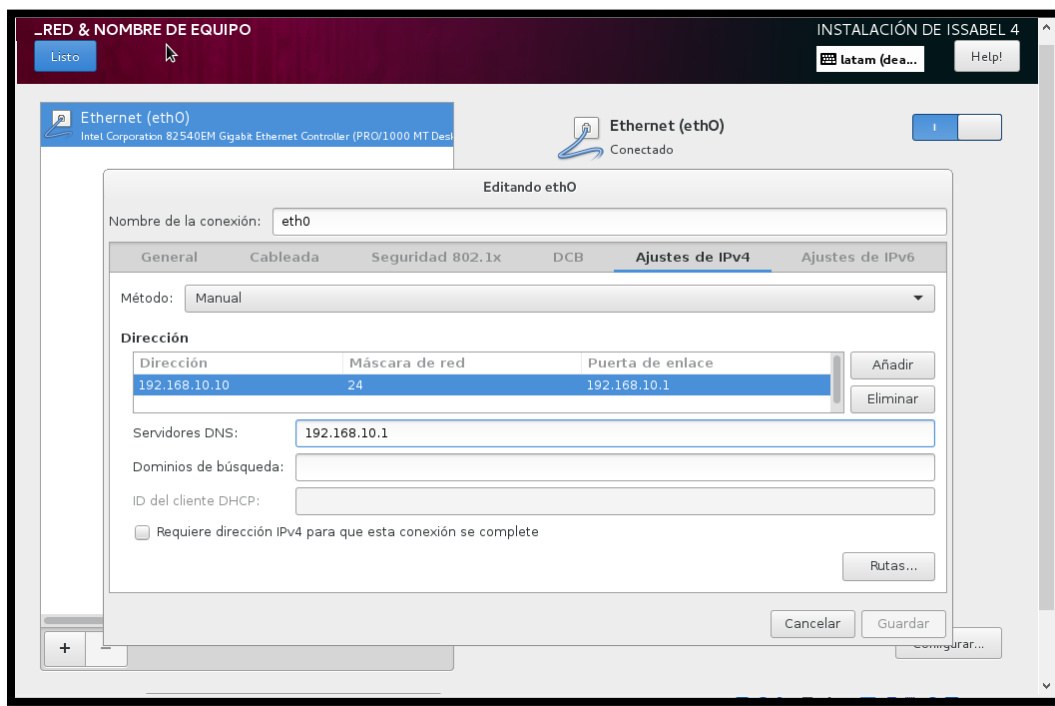 _RED & NOMBRE DE EQUIPO
INSTALACIÓN DE ISSABEL 4
Listo
latam (dea...
Help!
Ethernet (eth0)
Intel Corporation 82540EM Gigabit Ethernet Controller (PRO/1000 MT Desk
Ethernet (eth0)
Conectado
Editando eth0
Nombre de la conexión: eth0
General Cableada Seguridad 802.1x DCB Ajustes de IPv4 Ajustes de IPv6
Método: Manual
Dirección
Dirección Máscara de red Puerta de enlace
192.168.10.10 24 192.168.10.1
Añadir
Eliminar
Servidores DNS: 192.168.10.1
Dominios de búsqueda:
ID del cliente DHCP:
Requiere dirección IPv4 para que esta conexión se complete
Rutas...
Cancelar Guardar
+ −
Configurar...